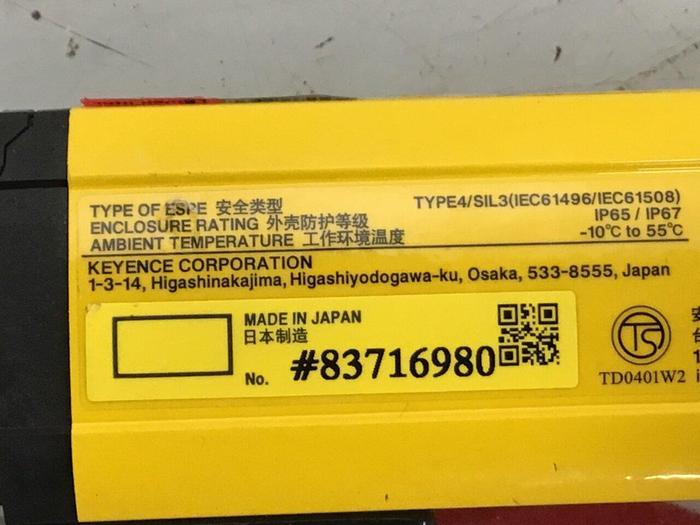 TYPE OF ESPE 安全类型 TYPE4/SIL3(IEC61496/IEC61508)
ENCLOSURE RATING 外壳防护等级 IP65 / IP67
AMBIENT TEMPERATURE 工作环境温度 -10℃ to 55℃
KEYENCE CORPORATION
1-3-14, Higashinakajima, Higashiyodogawa-ku, Osaka, 533-8555, Japan
MADE IN JAPAN
日本制造
No. #83716980
TS
TD0401W2